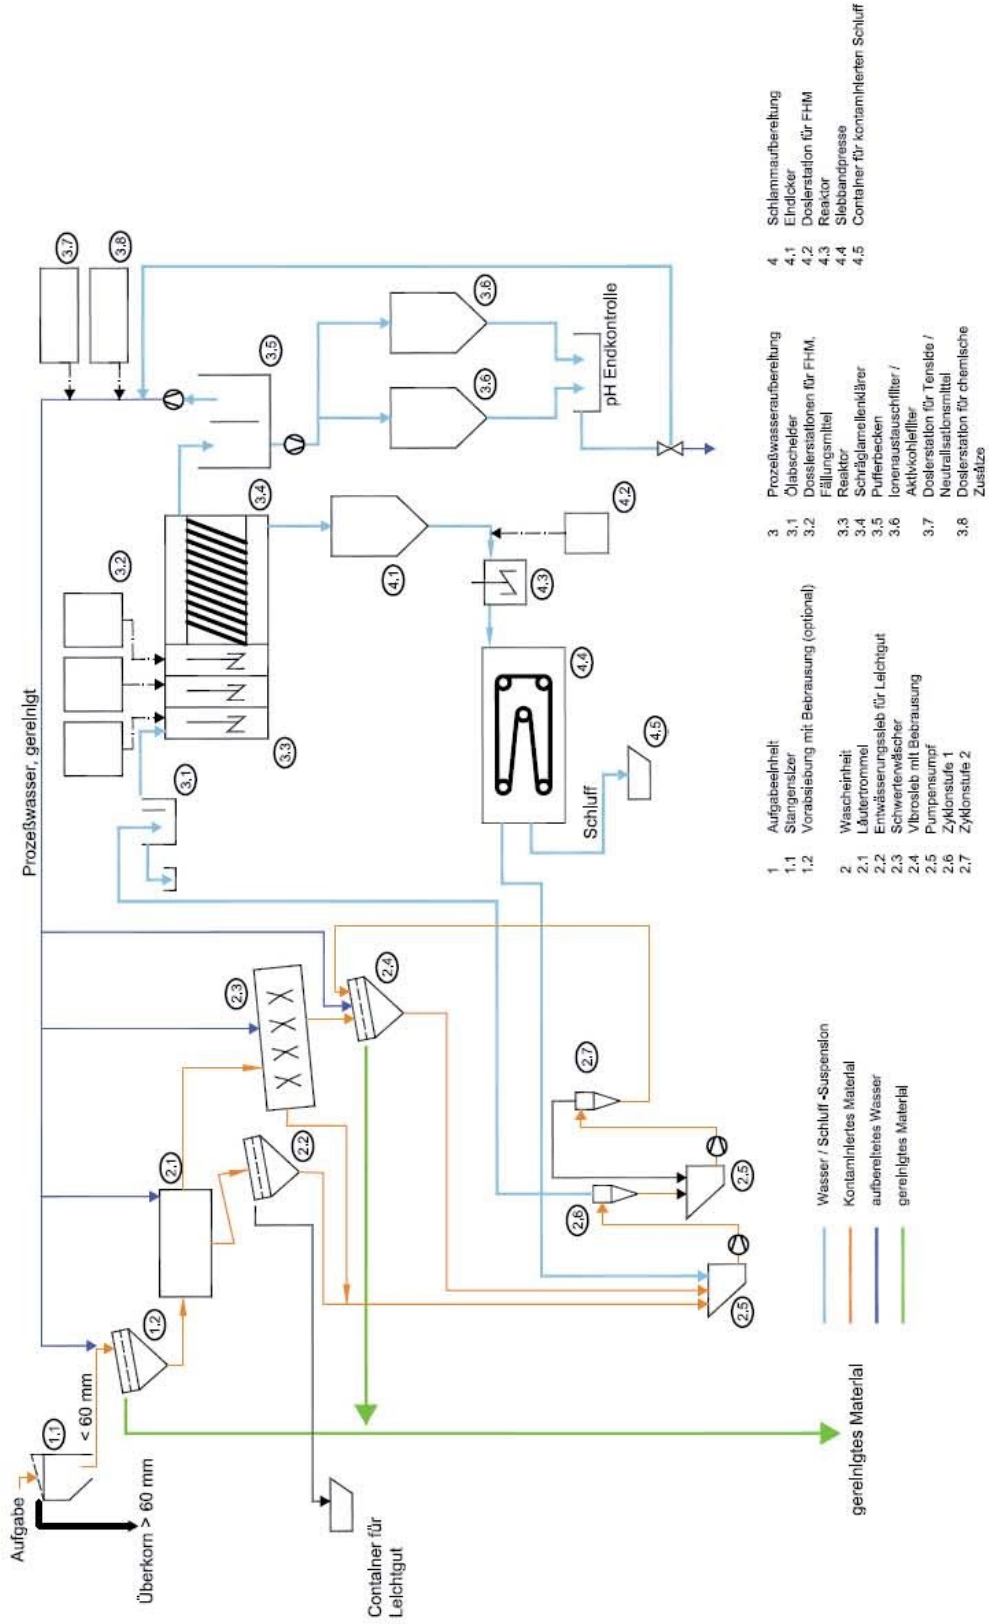 Aufgabe
1.1
Überkorn > 60 mm
< 60 mm
1.2
Container für
Leichtgut
gereinigtes Material
2.1
2.2
2.3
2.4
2.5
2.6
2.5
2.7
Prozeßwasser, gereinigt
3.1
3.2
3.3
3.4
3.5
3.6
3.6
3.7
3.8
pH Endkontrolle
4.1
4.2
4.3
4.4
4.5
Schluff
Wasser / Schluff -Suspension
Kontaminiertes Material
aufbereitetes Wasser
gereinigtes Material
1 Aufgabeeinheit
1.1 Stangensizer
1.2 Vorabsiebung mit Bebrausung (optional)
2 Wascheinheit
2.1 Läutertrommel
2.2 Entwässerungssieb für Leichtgut
2.3 Schwerterwäscher
2.4 Vibrosieb mit Bebrausung
2.5 Pumpensumpf
2.6 Zyklonstufe 1
2.7 Zyklonstufe 2
3 Prozeßwasseraufbereitung
3.1 Ölabscheider
3.2 Dossierstationen für FHM,
Fällungsmittel
3.3 Reaktor
3.4 Schräglamellenklärer
3.5 Pufferbecken
3.6 Ionenaustauschfilter /
Aktivkohlefilter
3.7 Dosierstation für Tenside /
Neutralisationsmittel
3.8 Dosierstation für chemische
Zusätze
4 Schlammaufbereitung
4.1 Eindicker
4.2 Dosierstation für FHM
4.3 Reaktor
4.4 Siebbandpresse
4.5 Container für kontaminierten Schluff